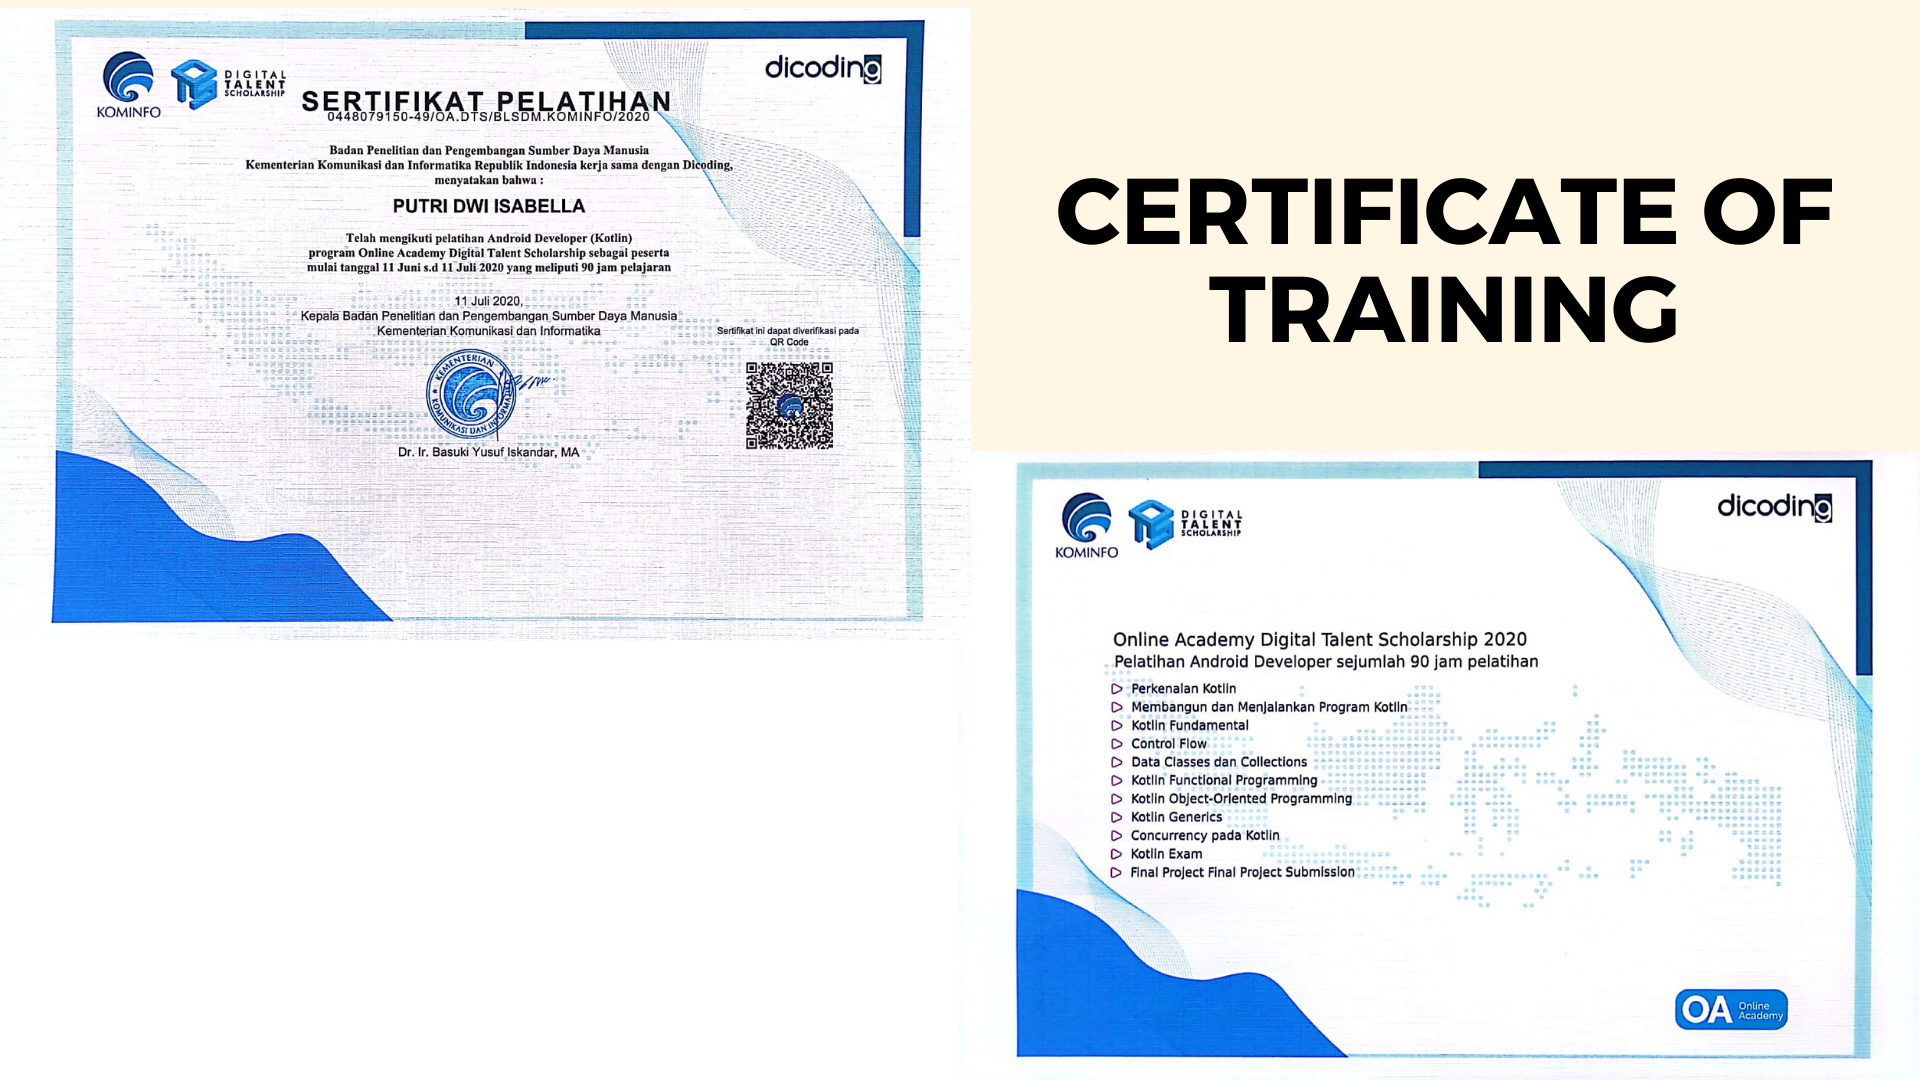 KOMINFO
DIGITAL
TALENT
SCHOLARSHIP
dicoding
SERTIFIKAT PELATIHAN
0448079150-49/OA.DTS/BLSDM.KOMINFO/2020
Badan Penelitian dan Pengembangan Sumber Daya Manusia
Kementerian Komunikasi dan Informatika Republik Indonesia kerja sama dengan Dicoding,
menyatakan bahwa :
PUTRI DWI ISABELLA
Telah mengikuti pelatihan Android Developer (Kotlin)
program Online Academy Digital Talent Scholarship sebagai peserta
mulai tanggal 11 Juni s.d 11 Juli 2020 yang meliputi 90 jam pelajaran
11 Juli 2020,
Kepala Badan Penelitian dan Pengembangan Sumber Daya Manusia
Kementerian Komunikasi dan Informatika
Sertifikat ini dapat diverifikasi pada
QR Code
KEMENTERIAN
KOMUNIKASI DAN INFORMATIKA
Dr. Ir. Basuki Yusuf Iskandar, MA
CERTIFICATE OF
TRAINING
KOMINFO
DIGITAL
TALENT
SCHOLARSHIP
dicoding
Online Academy Digital Talent Scholarship 2020
Pelatihan Android Developer sejumlah 90 jam pelatihan
Perkenalan Kotlin
Membangun dan Menjalankan Program Kotlin
Kotlin Fundamental
Control Flow
Data Classes dan Collections
Kotlin Functional Programming
Kotlin Object-Oriented Programming
Kotlin Generics
Concurrency pada Kotlin
Kotlin Exam
Final Project Final Project Submission
OA Online
Academy